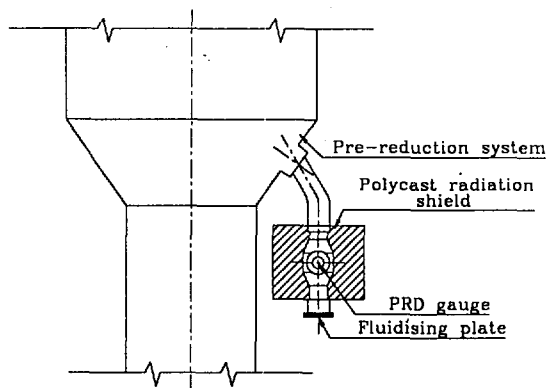 Pre-reduction system
Polycast radiation
shield
PRD gauge
Fluidising plate